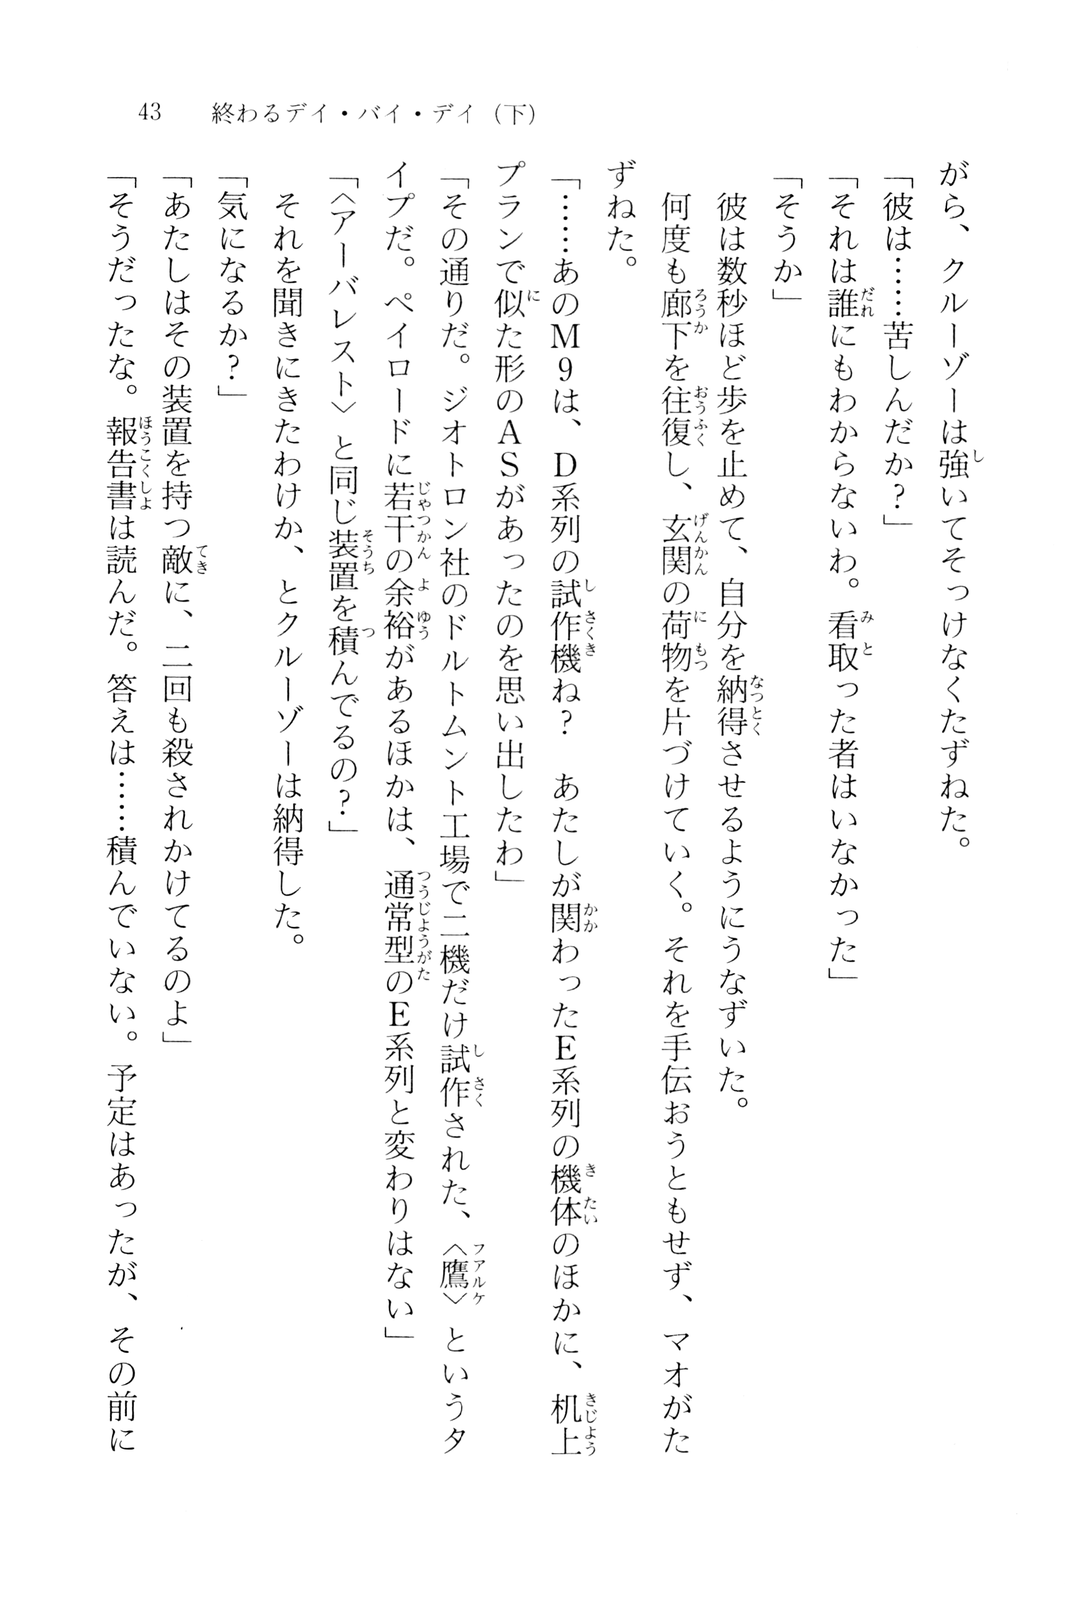 43　終わるデイ・バイ・デイ（下）
がら、クルーゾーは強いてそっけなくたずねた。
「彼は……苦しんだか？」
「それは誰にもわからないわ。看取った者はいなかった」
「そうか」
　彼は数秒ほど歩を止めて、自分を納得させるようにうなずいた。
　何度も廊下を往復し、玄関の荷物を片づけていく。それを手伝おうともせず、マオがた
ずねた。
「……あのＭ９は、Ｄ系列の試作機ね？　あたしが関わったＥ系列の機体のほかに、机上
プランで似た形のＡＳがあったのを思い出したわ」
「その通りだ。ジオトロン社のドルトムント工場で二機だけ試作された、〈鷹〉というタ
イプだ。ペイロードに若干の余裕があるほかは、通常型のＥ系列と変わりはない」
「〈アーバレスト〉と同じ装置を積んでるの？」
　それを聞きにきたわけか、とクルーゾーは納得した。
「気になるか？」
「あたしはその装置を持つ敵に、二回も殺されかけてるのよ」
「そうだったな。報告書は読んだ。答えは……積んでいない。予定はあったが、その前に